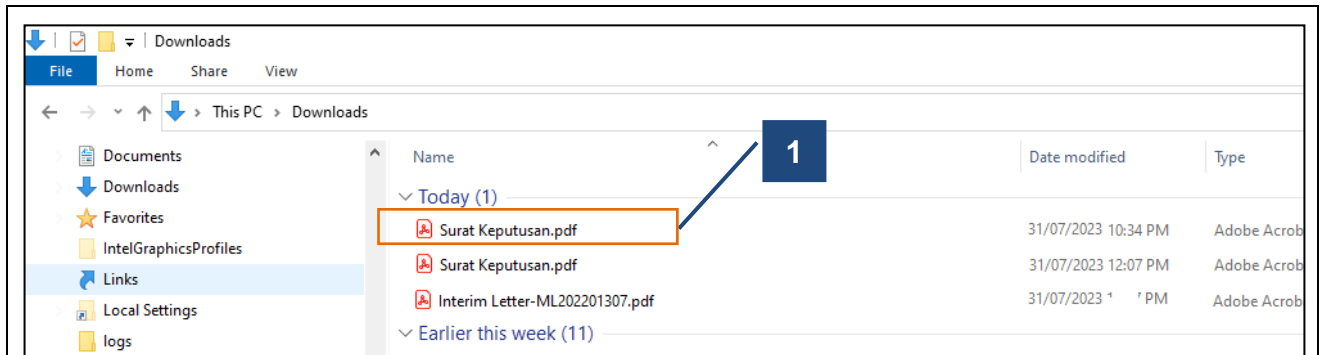 Downloads
File Home Share View
This PC > Downloads
Documents
Downloads
Favorites
IntelGraphicsProfiles
Links
Local Settings
logs
Name Date modified Type
1
Today (1)
Surat Keputusan.pdf 31/07/2023 10:34 PM Adobe Acrob
Surat Keputusan.pdf 31/07/2023 12:07 PM Adobe Acrob
Interim Letter-ML202201307.pdf 31/07/2023 PM Adobe Acrob
Earlier this week (11)